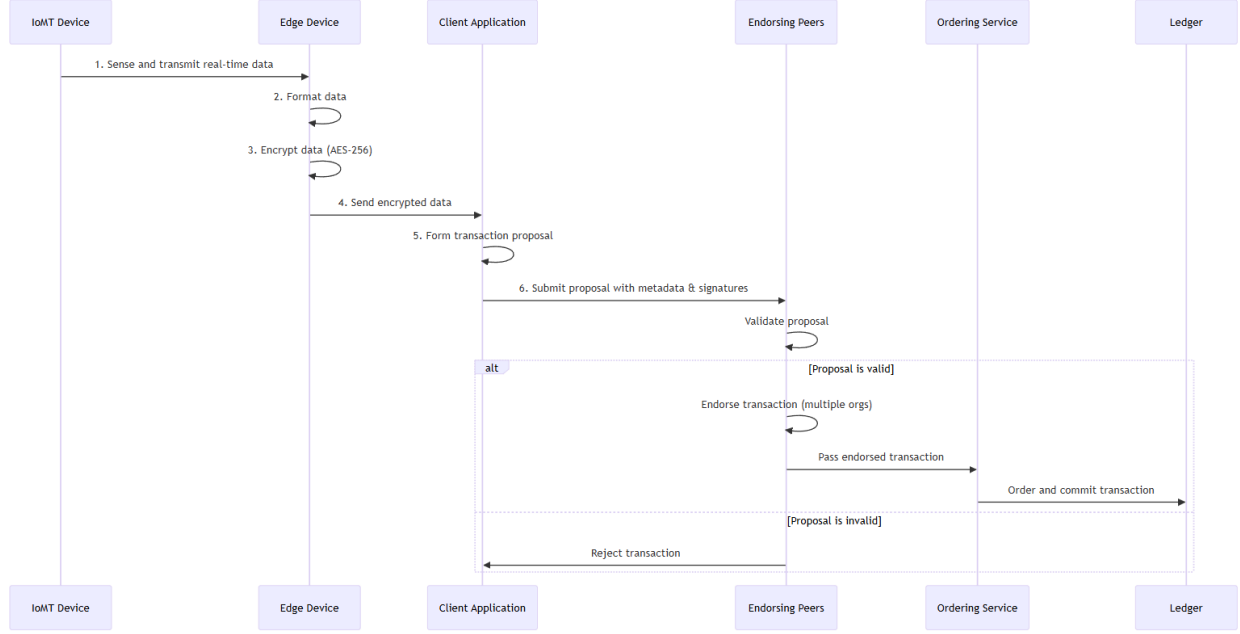 IoMT Device
Edge Device
Client Application
Endorsing Peers
Ordering Service
Ledger
1. Sense and transmit real-time data
2. Format data
3. Encrypt data (AES-256)
4. Send encrypted data
5. Form transaction proposal
6. Submit proposal with metadata & signatures
Validate proposal
alt
[Proposal is valid]
Endorse transaction (multiple orgs)
Pass endorsed transaction
Order and commit transaction
[Proposal is invalid]
Reject transaction
IoMT Device
Edge Device
Client Application
Endorsing Peers
Ordering Service
Ledger